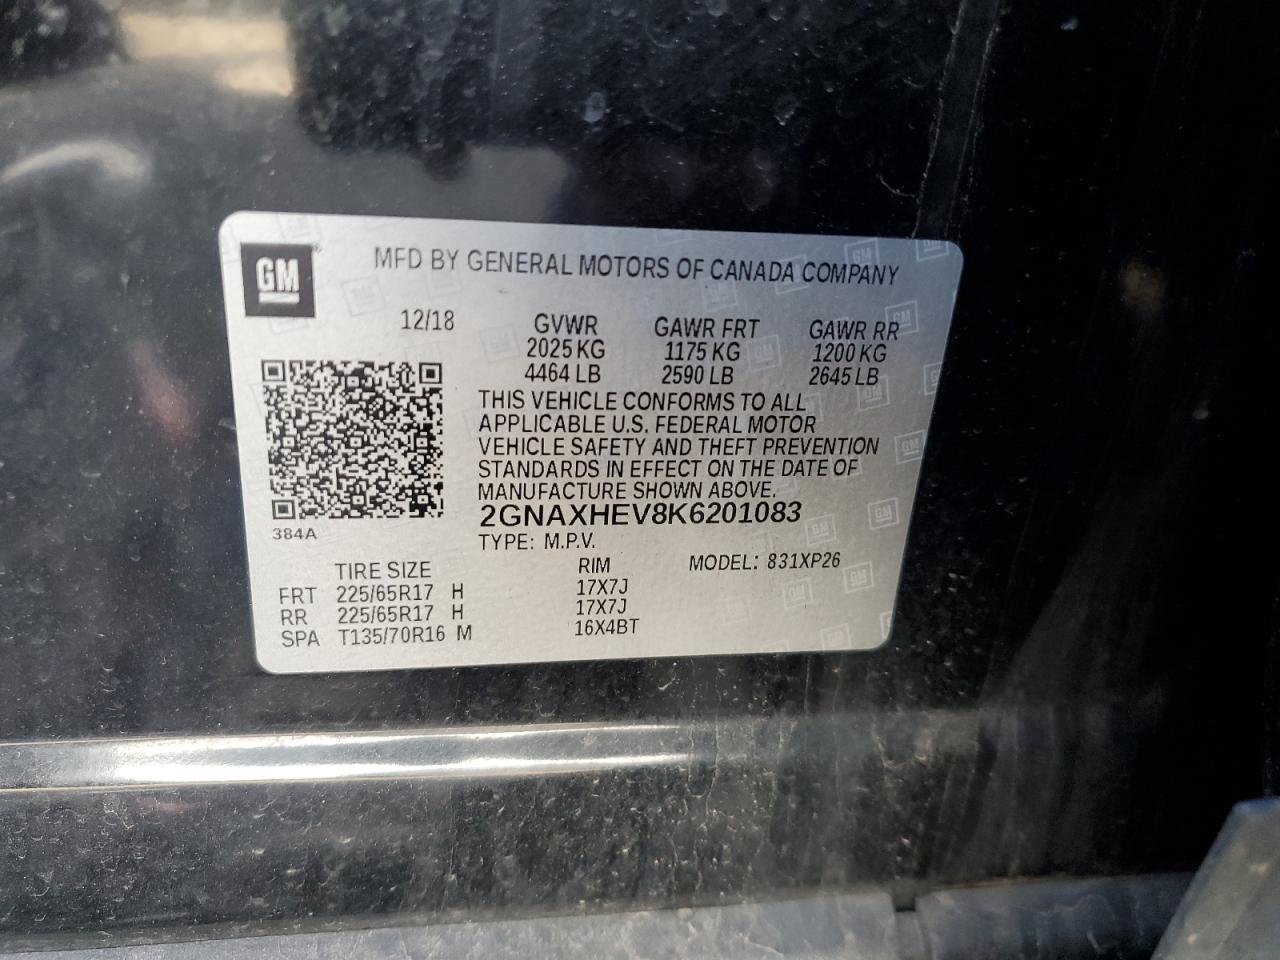 GM
MFD BY GENERAL MOTORS OF CANADA COMPANY
12/18 GVWR GAWR FRT GAWR RR
2025 KG 1175 KG 1200 KG
4464 LB 2590 LB 2645 LB
THIS VEHICLE CONFORMS TO ALL
APPLICABLE U.S. FEDERAL MOTOR
VEHICLE SAFETY AND THEFT PREVENTION
STANDARDS IN EFFECT ON THE DATE OF
MANUFACTURE SHOWN ABOVE.
2GNAXHEV8K6201083
384A
TYPE: M.P.V.
TIRE SIZE RIM MODEL: 831XP26
FRT 225/65R17 H 17X7J
RR 225/65R17 H 17X7J
SPA T135/70R16 M 16X4BT